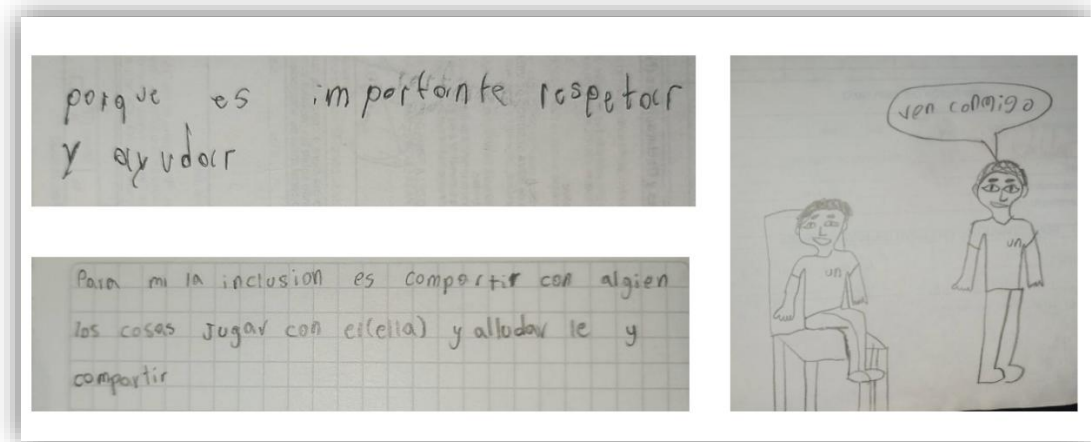 porque es importante respetar
y ayudar
Para mi la inclusion es compartir con algien
las cosas Jugar con el(ella) y alludar le y
compartir
ven conmigo
un
un